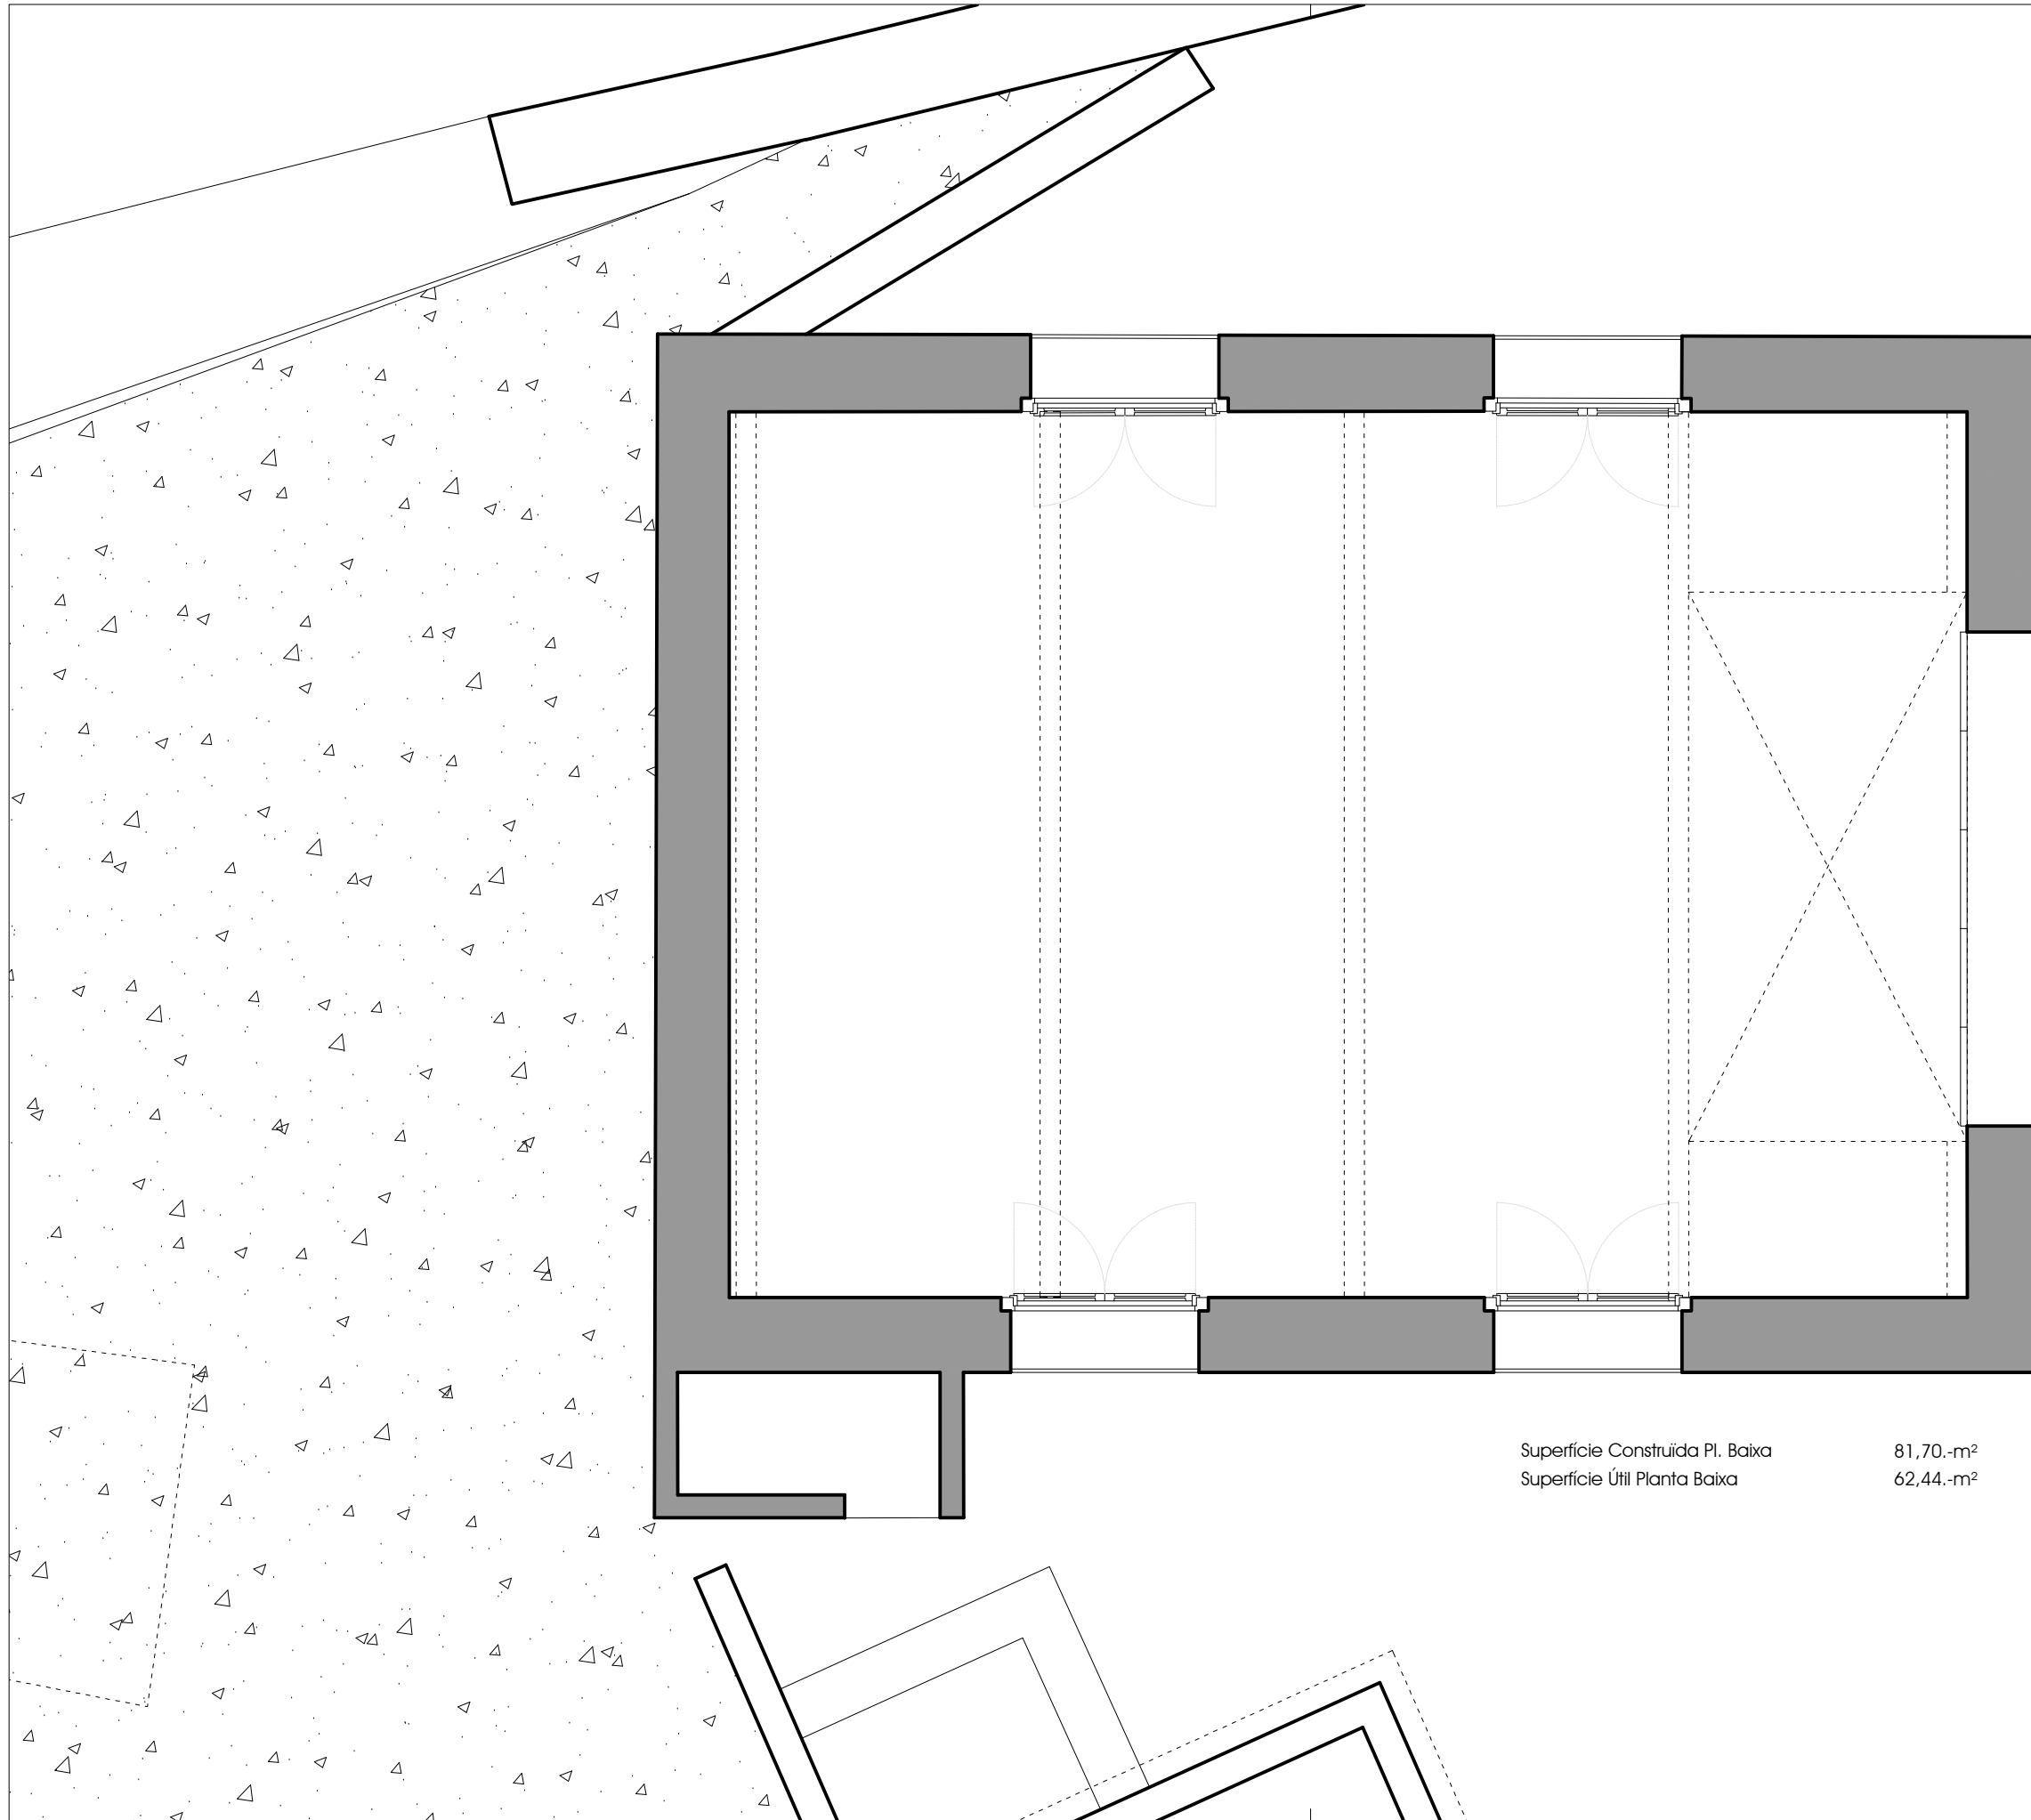 Superfície Construïda Pl. Baixa 81,70.-m²
Superfície Útil Planta Baixa 62,44.-m²